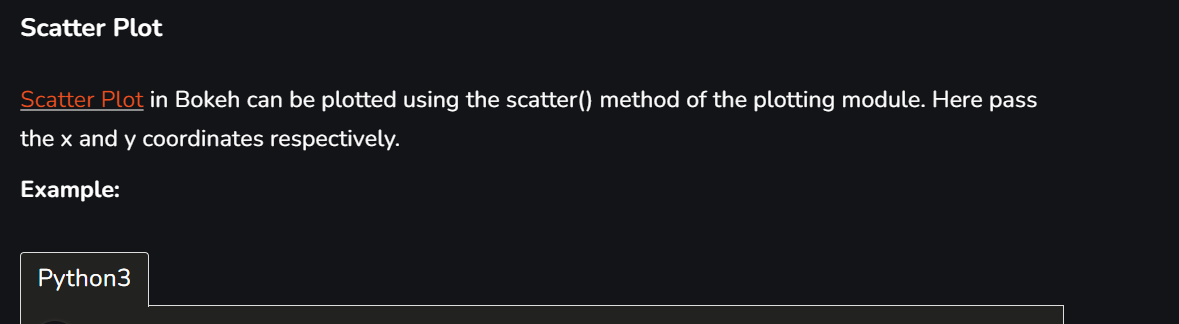 Scatter Plot
Scatter Plot in Bokeh can be plotted using the scatter() method of the plotting module. Here pass
the x and y coordinates respectively.
Example:
Python3